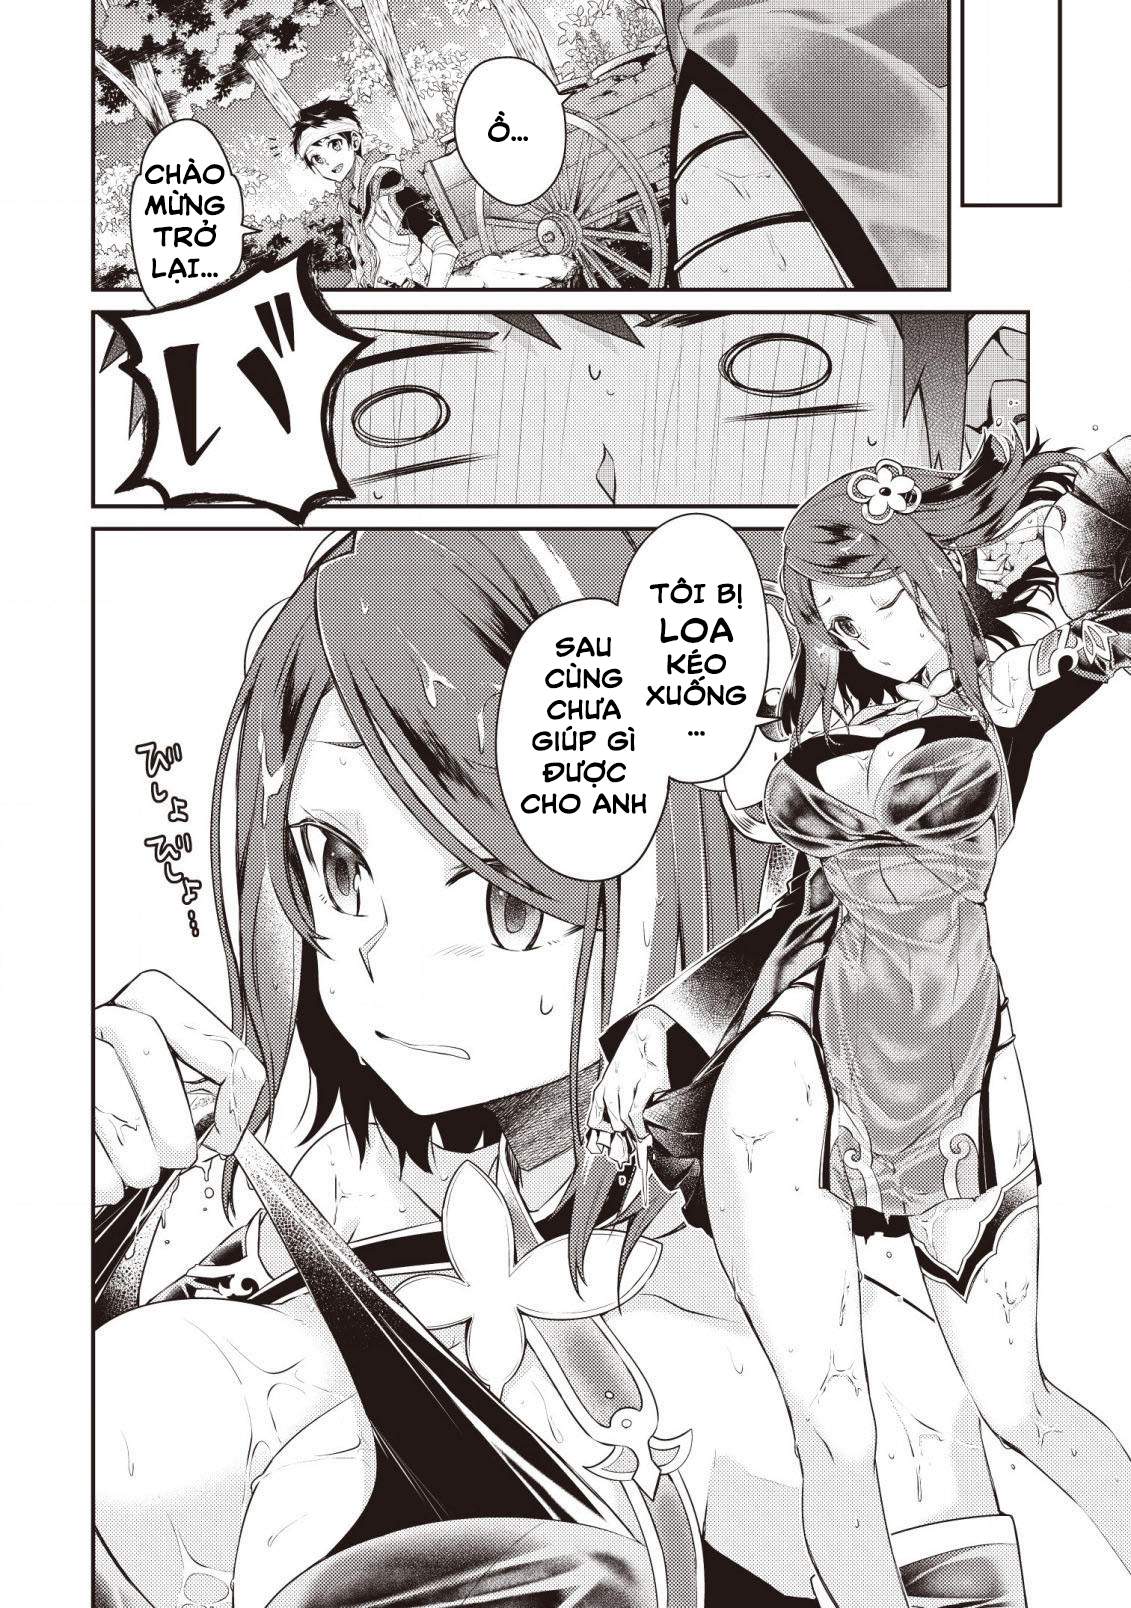 Ồ...
CHÀO
MỪNG
TRỞ
LẠI...
バ
TÔI BỊ
LOA
KÉO
XUỐNG
...
SAU
CÙNG
CHƯA
GIÚP GÌ
ĐƯỢC
CHO ANH
びしょ
びしょ…